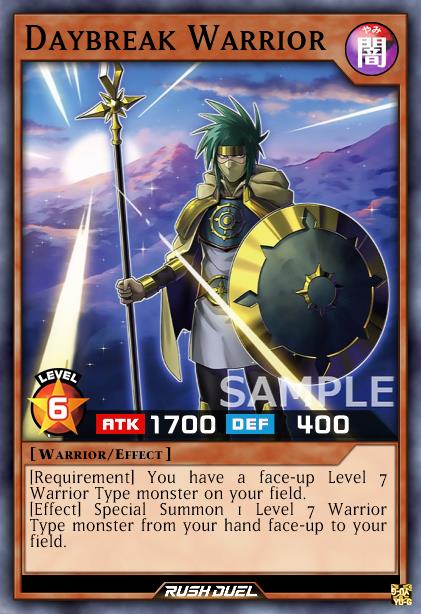 DAYBREAK WARRIOR
やみ
闇
SAMPLE
LEVEL
6
ATK 1700 DEF 400
[WARRIOR/EFFECT]
[Requirement] You have a face-up Level 7
Warrior Type monster on your field.
[Effect] Special Summon 1 Level 7 Warrior
Type monster from your hand face-up to your
field.
RUSH DUEL